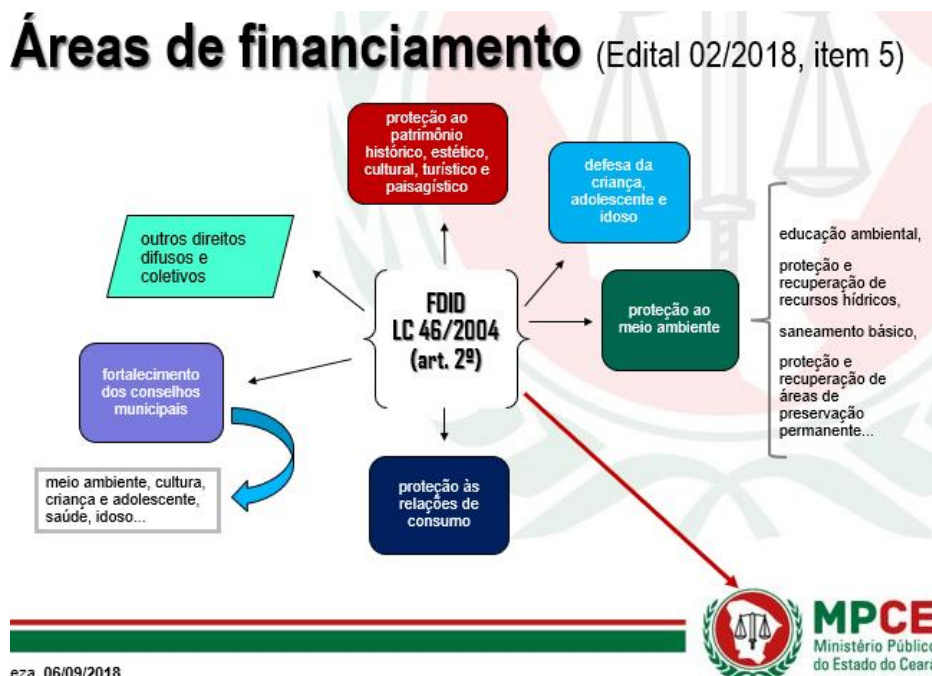 Áreas de financiamento (Edital 02/2018, item 5)
proteção ao
patrimônio
histórico, estético,
cultural, turístico e
paisagístico
defesa da
criança,
adolescente e
idoso
outros direitos
difusos e
coletivos
FDID
LC 46/2004
(art. 2º)
proteção ao
meio ambiente
educação ambiental,
proteção e
recuperação de
recursos hídricos,
saneamento básico,
proteção e
recuperação de
áreas de
preservação
permanente...
fortalecimento
dos conselhos
municipais
meio ambiente, cultura,
criança e adolescente,
saúde, idoso...
proteção às
relações de
consumo
MPCE
Ministério Público
do Estado do Ceará
eza, 06/09/2018